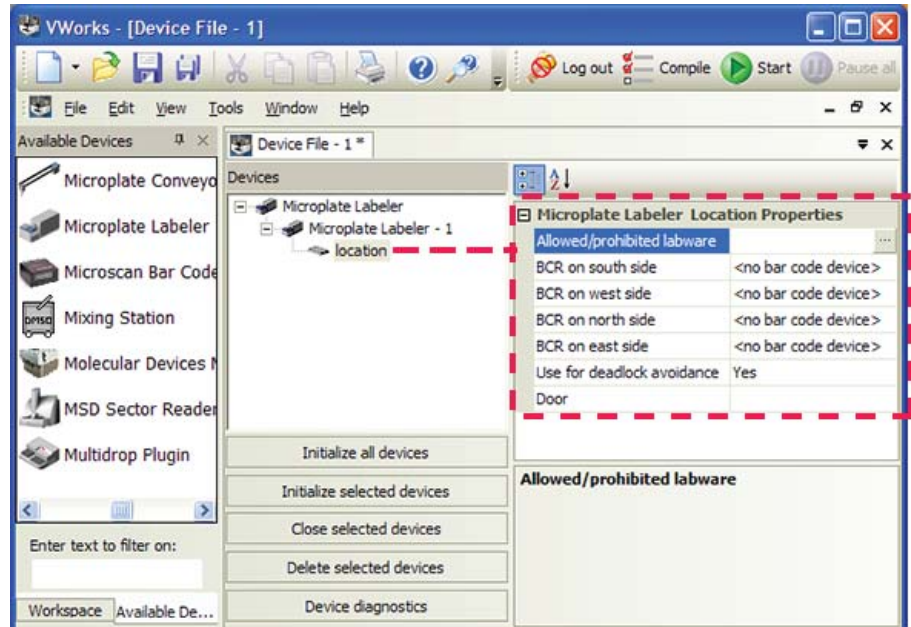 VWorks - [Device File - 1]
Log out Compile Start Pause all
File Edit View Tools Window Help
Available Devices
Microplate Conveyo
Microplate Labeler
Microscan Bar Code
Mixing Station
Molecular Devices
MSD Sector Reader
Multidrop Plugin
Enter text to filter on:
Workspace Available De...
Device File - 1 *
Devices
Microplate Labeler
Microplate Labeler - 1
location
Initialize all devices
Initialize selected devices
Close selected devices
Delete selected devices
Device diagnostics
Microplate Labeler Location Properties
Allowed/prohibited labware ...
BCR on south side <no bar code device>
BCR on west side <no bar code device>
BCR on north side <no bar code device>
BCR on east side <no bar code device>
Use for deadlock avoidance Yes
Door
Allowed/prohibited labware